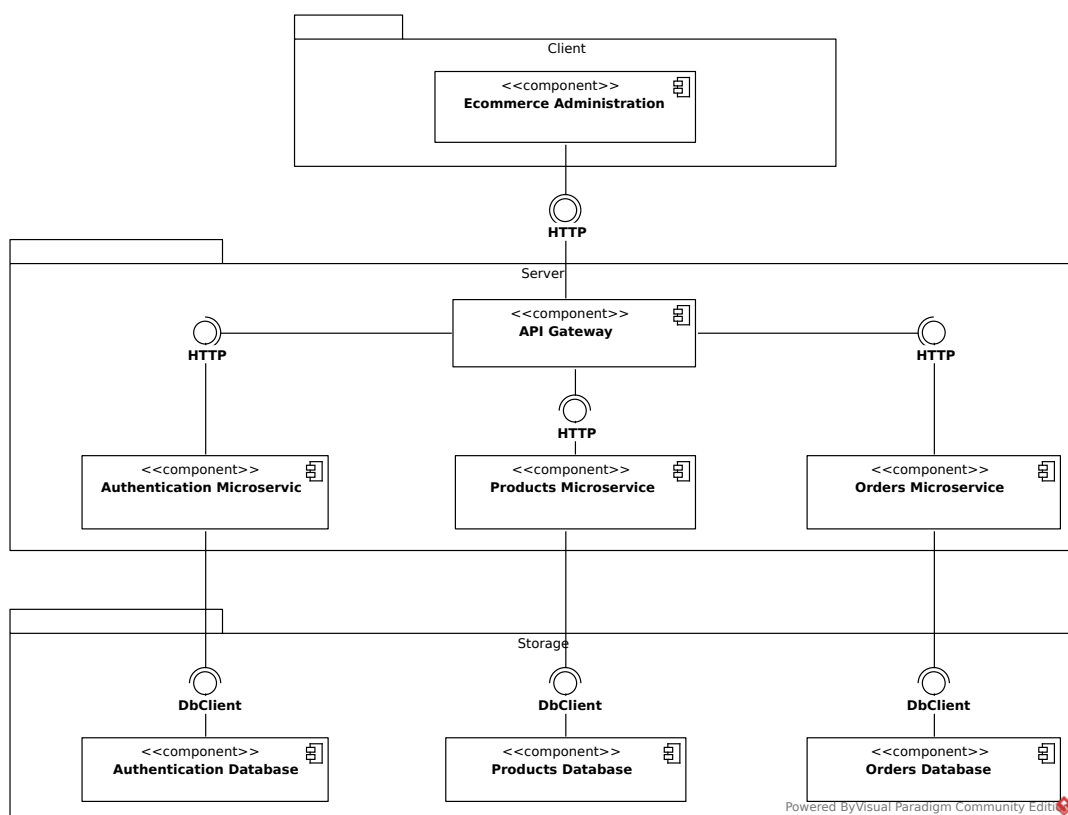 Client
<<component>>
Ecommerce Administration
HTTP
Server
<<component>>
API Gateway
HTTP
HTTP
HTTP
<<component>>
Authentication Microservic
<<component>>
Products Microservice
<<component>>
Orders Microservice
Storage
DbClient
DbClient
DbClient
<<component>>
Authentication Database
<<component>>
Products Database
<<component>>
Orders Database
Powered ByVisual Paradigm Community